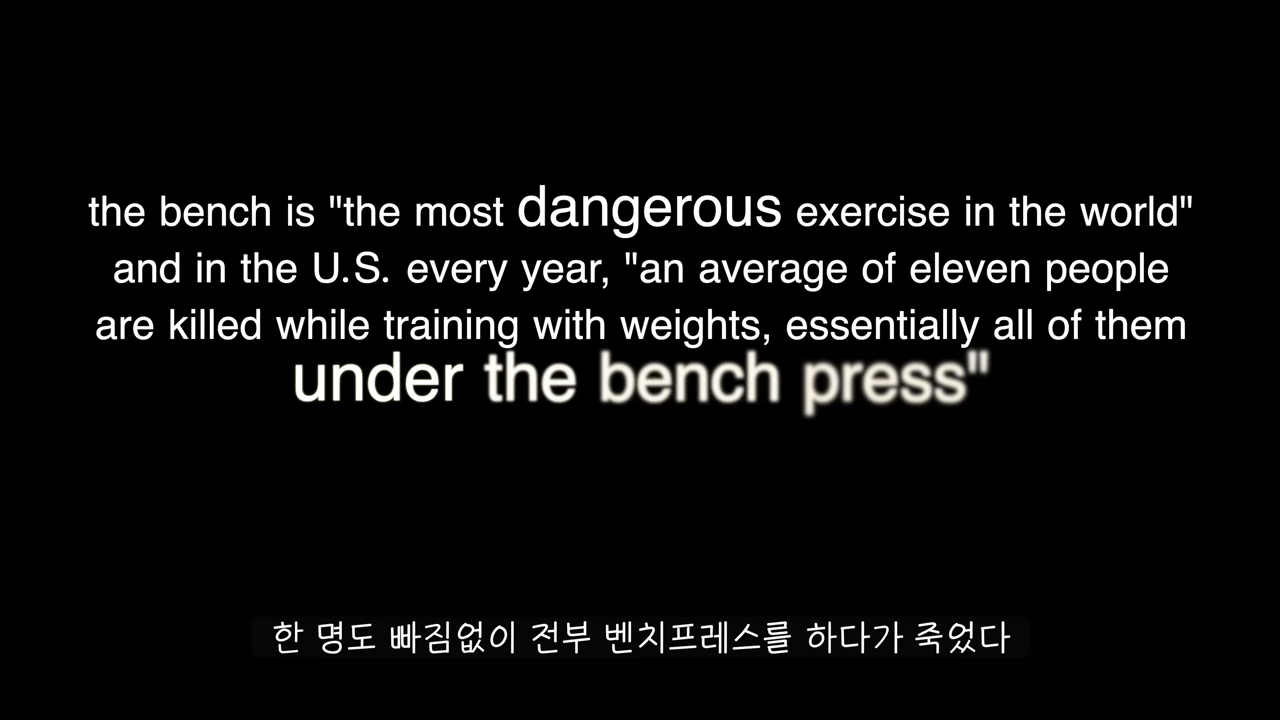 the bench is "the most dangerous exercise in the world"
and in the U.S. every year, "an average of eleven people
are killed while training with weights, essentially all of them
under the bench press"
한 명도 빠짐없이 전부 벤치프레스를 하다가 죽었다